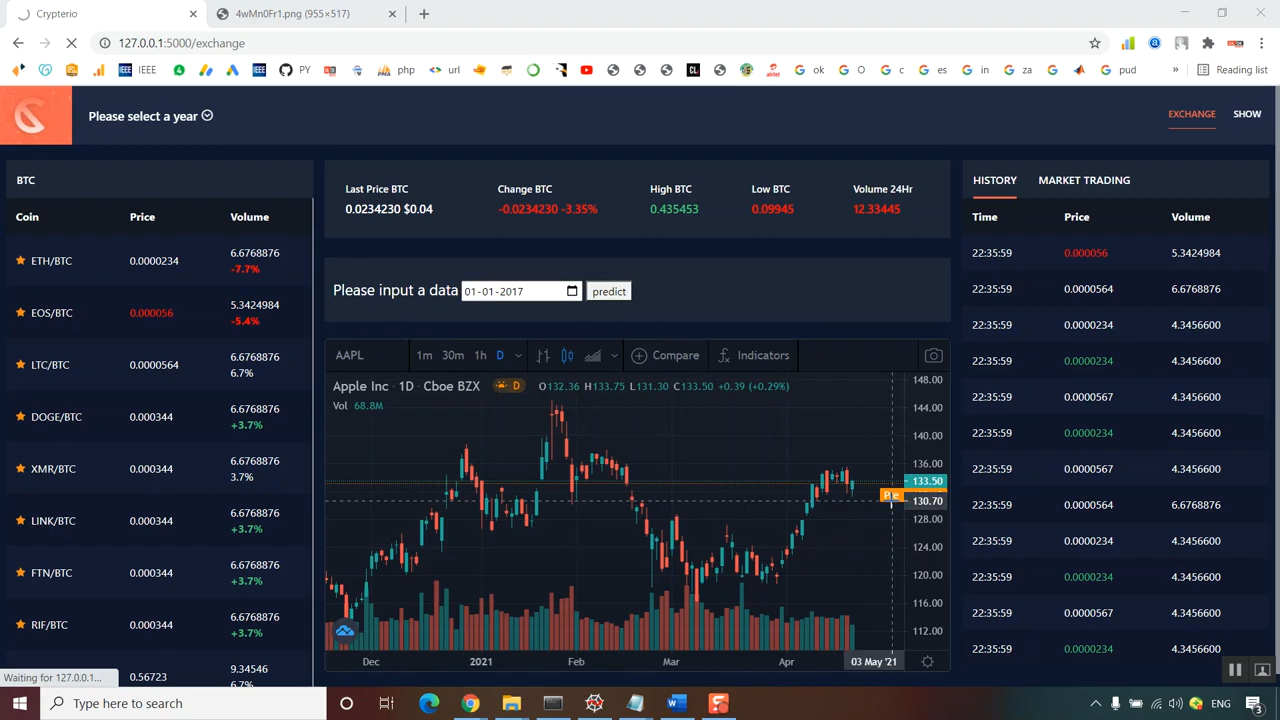 Crypterio
4wMn0Fr1.png (955×517)
127.0.0.1:5000/exchange
IEEE IEEE PY php url ok O c es in za pud » Reading list
Please select a year
EXCHANGE SHOW
BTC
Coin Price Volume
ETH/BTC 0.0000234 6.6768876
-7.7%
EOS/BTC 0.000056 5.3424984
-5.4%
LTC/BTC 0.0000564 6.6768876
6.7%
DOGE/BTC 0.000344 6.6768876
+3.7%
XMR/BTC 0.000344 6.6768876
3.7%
LINK/BTC 0.000344 6.6768876
+3.7%
FTN/BTC 0.000344 6.6768876
+3.7%
RIF/BTC 0.000344 6.6768876
+3.7%
0.56723 9.34546
6.7%
Waiting for 127.0.0.1...
Last Price BTC Change BTC High BTC Low BTC Volume 24Hr
0.0234230 $0.04 -0.0234230 -3.35% 0.435453 0.09945 12.33445
Please input a data 01-01-2017 predict
AAPL 1m 30m 1h D Compare Indicators
Apple Inc · 1D · Cboe BZX D O132.36 H133.75 L131.30 C133.50 +0.39 (+0.29%)
Vol 68.8M
148.00
144.00
140.00
136.00
133.50
130.70
128.00
124.00
120.00
116.00
112.00
Dec 2021 Feb Mar Apr 03 May '21
HISTORY MARKET TRADING
Time Price Volume
22:35:59 0.000056 5.3424984
22:35:59 0.0000564 6.6768876
22:35:59 0.0000234 4.3456600
22:35:59 0.0000234 4.3456600
22:35:59 0.0000567 4.3456600
22:35:59 0.0000234 4.3456600
22:35:59 0.0000567 4.3456600
22:35:59 0.0000564 6.6768876
22:35:59 0.0000234 4.3456600
22:35:59 0.0000234 4.3456600
22:35:59 0.0000567 4.3456600
22:35:59 0.0000234 4.3456600
Type here to search
ENG
3